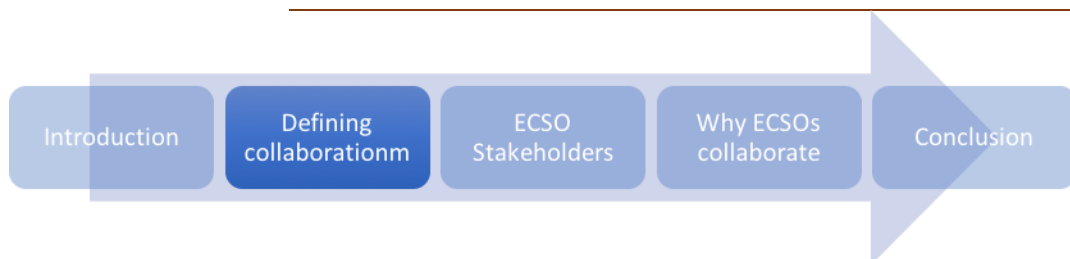 Introduction
Defining
collaborationm
ECSO
Stakeholders
Why ECSOs
collaborate
Conclusion